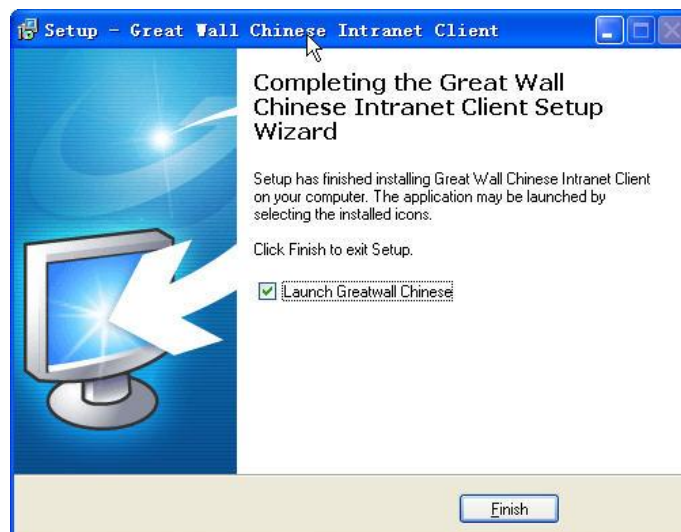 Setup - Great Wall Chinese Intranet Client
Completing the Great Wall
Chinese Intranet Client Setup
Wizard
Setup has finished installing Great Wall Chinese Intranet Client
on your computer. The application may be launched by
selecting the installed icons.
Click Finish to exit Setup.
Launch Greatwall Chinese
Finish